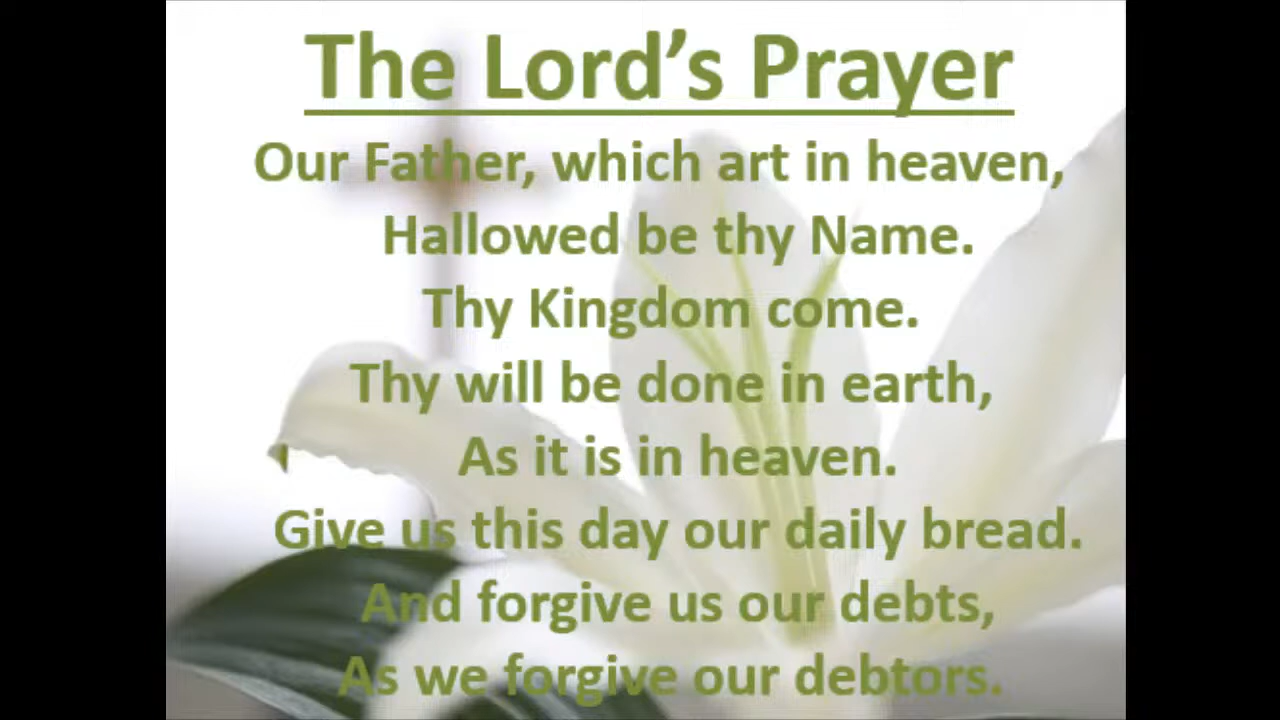 The Lord’s Prayer
Our Father, which art in heaven,
Hallowed be thy Name.
Thy Kingdom come.
Thy will be done in earth,
As it is in heaven.
Give us this day our daily bread.
And forgive us our debts,
As we forgive our debtors.